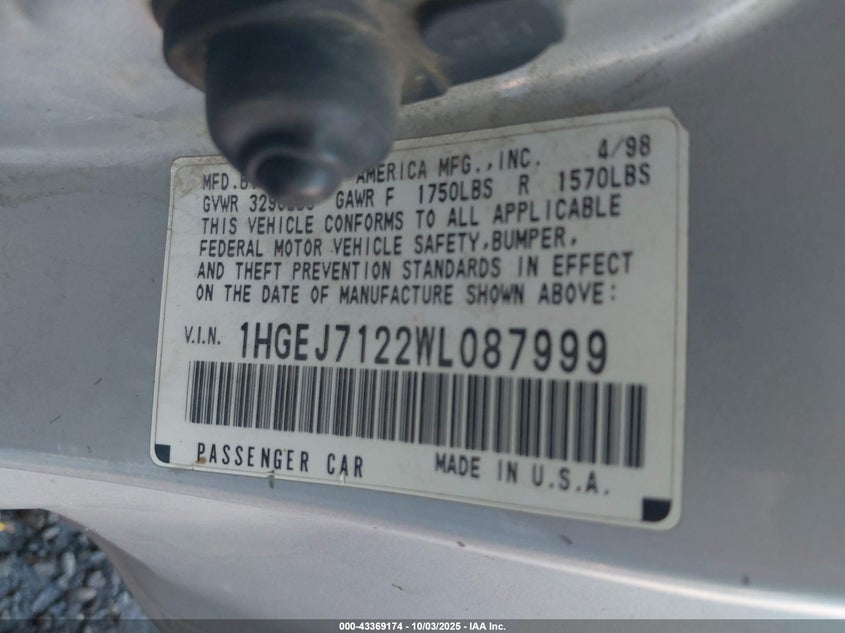 MFD. AMERICA MFG.,INC. 4/98
GVWR GAWR F 1750LBS R 1570LBS
THIS VEHICLE CONFORMS TO ALL APPLICABLE
FEDERAL MOTOR VEHICLE SAFETY,BUMPER,
AND THEFT PREVENTION STANDARDS IN EFFECT
ON THE DATE OF MANUFACTURE SHOWN ABOVE:
V.I.N. 1HGEJ7122WL087999
PASSENGER CAR MADE IN U.S.A.
000-43369174 | 10/03/2025 - IAA Inc.